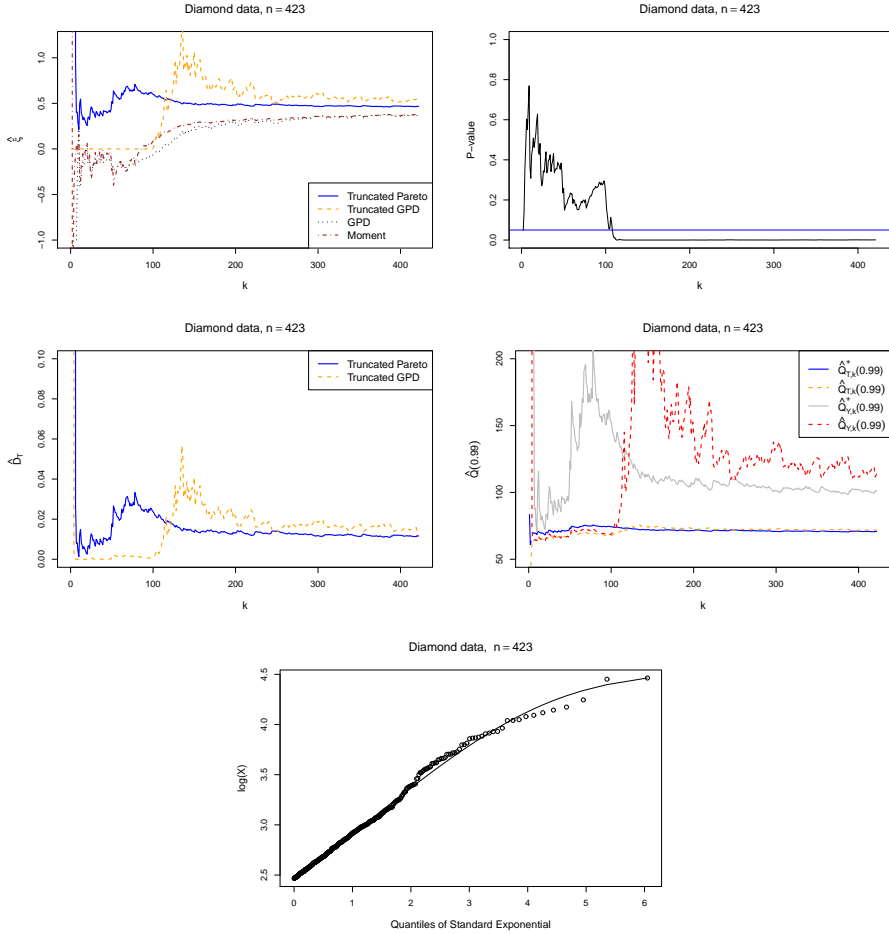 Diamond data, n = 423
ξ̂
1.0
0.5
0.0
−0.5
−1.0
Truncated Pareto
Truncated GPD
GPD
Moment
0 100 200 300 400
k
Diamond data, n = 423
P−value
1.0
0.8
0.6
0.4
0.2
0.0
0 100 200 300 400
k
Diamond data, n = 423
D̂T
0.10
0.08
0.06
0.04
0.02
0.00
Truncated Pareto
Truncated GPD
0 100 200 300 400
k
Diamond data, n = 423
Q̂(0.99)
200
150
100
50
Q̂⁺T,k(0.99)
Q̂T,k(0.99)
Q̂⁺Y,k(0.99)
Q̂Y,k(0.99)
0 100 200 300 400
k
Diamond data, n = 423
log(X)
4.5
4.0
3.5
3.0
2.5
0 1 2 3 4 5 6
Quantiles of Standard Exponential